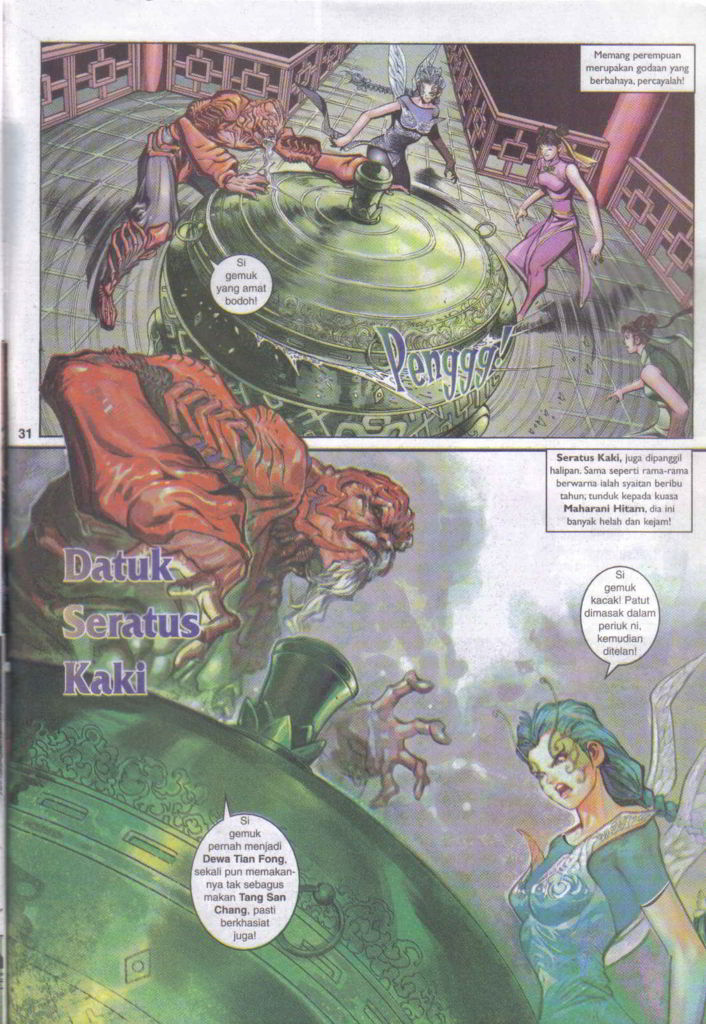 Memang perempuan
merupakan godaan yang
berbahaya, percayalah!
Si
gemuk
yang amat
bodoh!
Penggg!
31
Seratus Kaki, juga dipanggil
halipan. Sama seperti rama-rama
berwarna ialah syaitan beribu
tahun, tunduk kepada kuasa
Maharani Hitam, dia ini
banyak helah dan kejam!
Datuk
Seratus
Kaki
Si
gemuk
kacak! Patut
dimasak dalam
periuk ni,
kemudian
ditelan!
Si
gemuk
pernah menjadi
Dewa Tian Fong,
sekali pun memakan-
nya tak sebagus
makan Tang San
Chang, pasti
berkhasiat
juga!